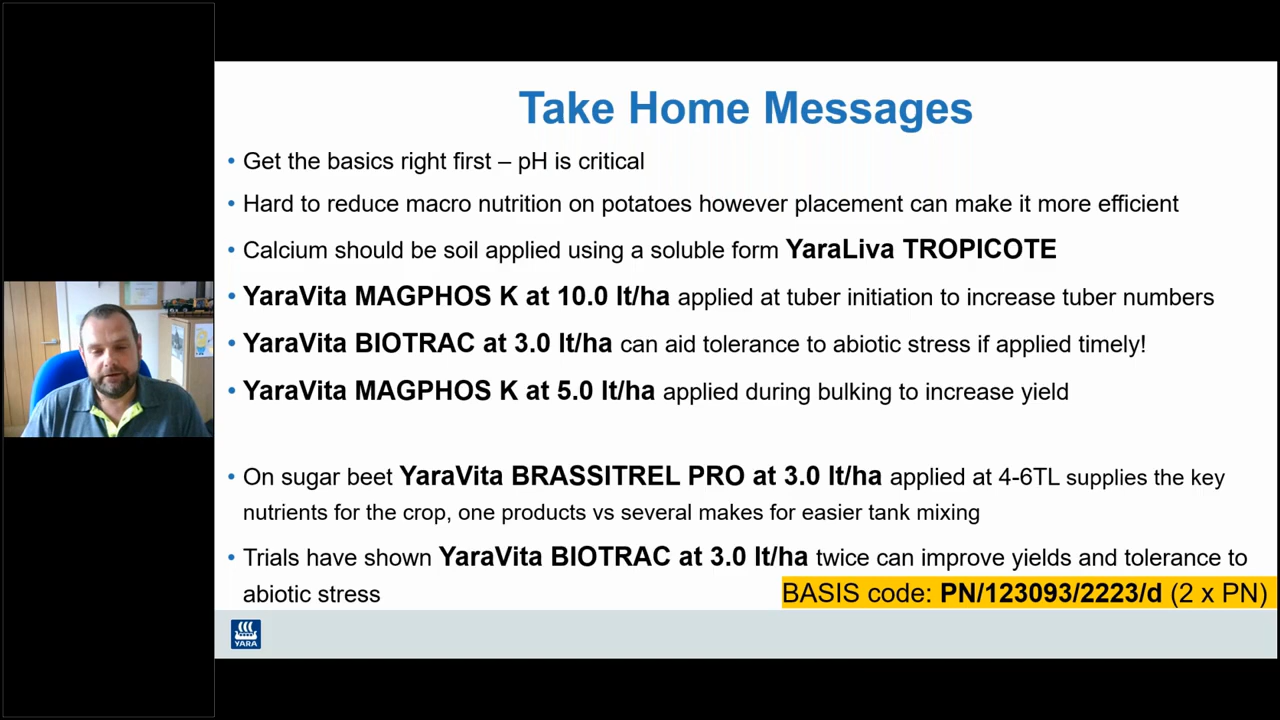 Take Home Messages
• Get the basics right first – pH is critical
• Hard to reduce macro nutrition on potatoes however placement can make it more efficient
• Calcium should be soil applied using a soluble form YaraLiva TROPICOTE
• YaraVita MAGPHOS K at 10.0 lt/ha applied at tuber initiation to increase tuber numbers
• YaraVita BIOTRAC at 3.0 lt/ha can aid tolerance to abiotic stress if applied timely!
• YaraVita MAGPHOS K at 5.0 lt/ha applied during bulking to increase yield
• On sugar beet YaraVita BRASSITREL PRO at 3.0 lt/ha applied at 4-6TL supplies the key
nutrients for the crop, one products vs several makes for easier tank mixing
• Trials have shown YaraVita BIOTRAC at 3.0 lt/ha twice can improve yields and tolerance to
abiotic stress
BASIS code: PN/123093/2223/d (2 x PN)
YARA